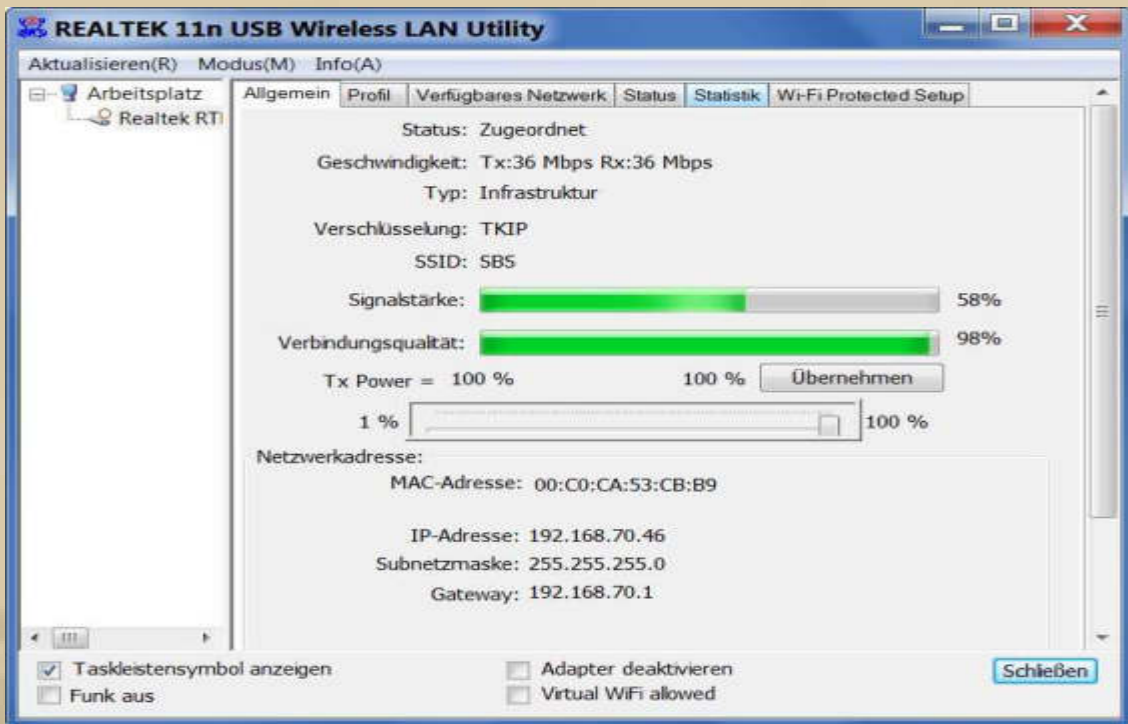 REALTEK 11n USB Wireless LAN Utility
Aktualisieren(R) Modus(M) Info(A)
Arbeitsplatz
Realtek RTl
Allgemein Profil Verfügbares Netzwerk Status Statistik Wi-Fi Protected Setup
Status: Zugeordnet
Geschwindigkeit: Tx:36 Mbps Rx:36 Mbps
Typ: Infrastruktur
Verschlüsselung: TKIP
SSID: SBS
Signalstärke: 58%
Verbindungsqualität: 98%
Tx Power = 100 % 100 % Übernehmen
1 % 100 %
Netzwerkadresse:
MAC-Adresse: 00:C0:CA:53:CB:B9
IP-Adresse: 192.168.70.46
Subnetzmaske: 255.255.255.0
Gateway: 192.168.70.1
Taskleistensymbol anzeigen Adapter deaktivieren Schließen
Funk aus Virtual WiFi allowed